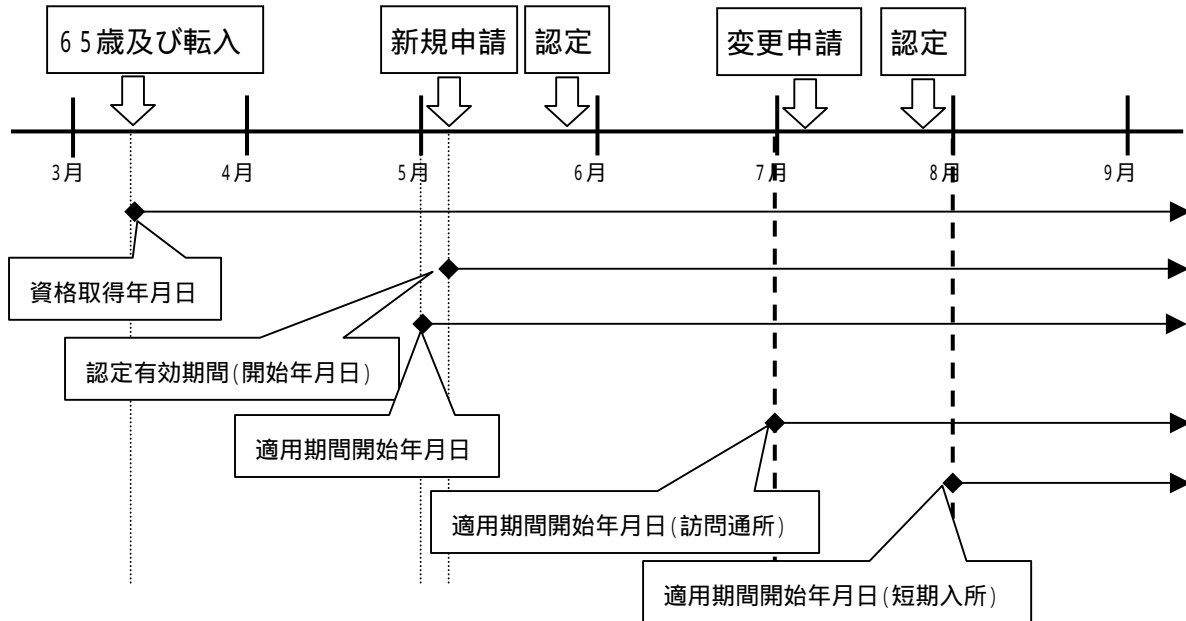 65歳及び転入
新規申請
認定
変更申請
認定
3月
4月
5月
6月
7月
8月
9月
資格取得年月日
認定有効期間(開始年月日)
適用期間開始年月日
適用期間開始年月日(訪問通所)
適用期間開始年月日(短期入所)